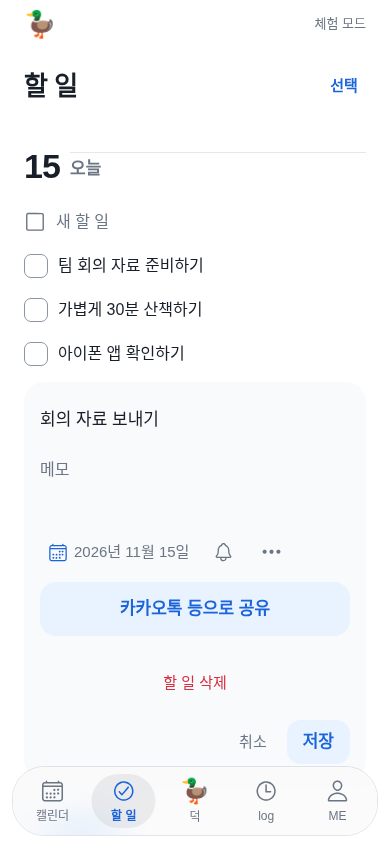 체험 모드
할 일
선택
15 오늘
새 할 일
팀 회의 자료 준비하기
가볍게 30분 산책하기
아이폰 앱 확인하기
회의 자료 보내기
메모
2026년 11월 15일
카카오톡 등으로 공유
할 일 삭제
취소 저장
캘린더 할 일 덕 log ME